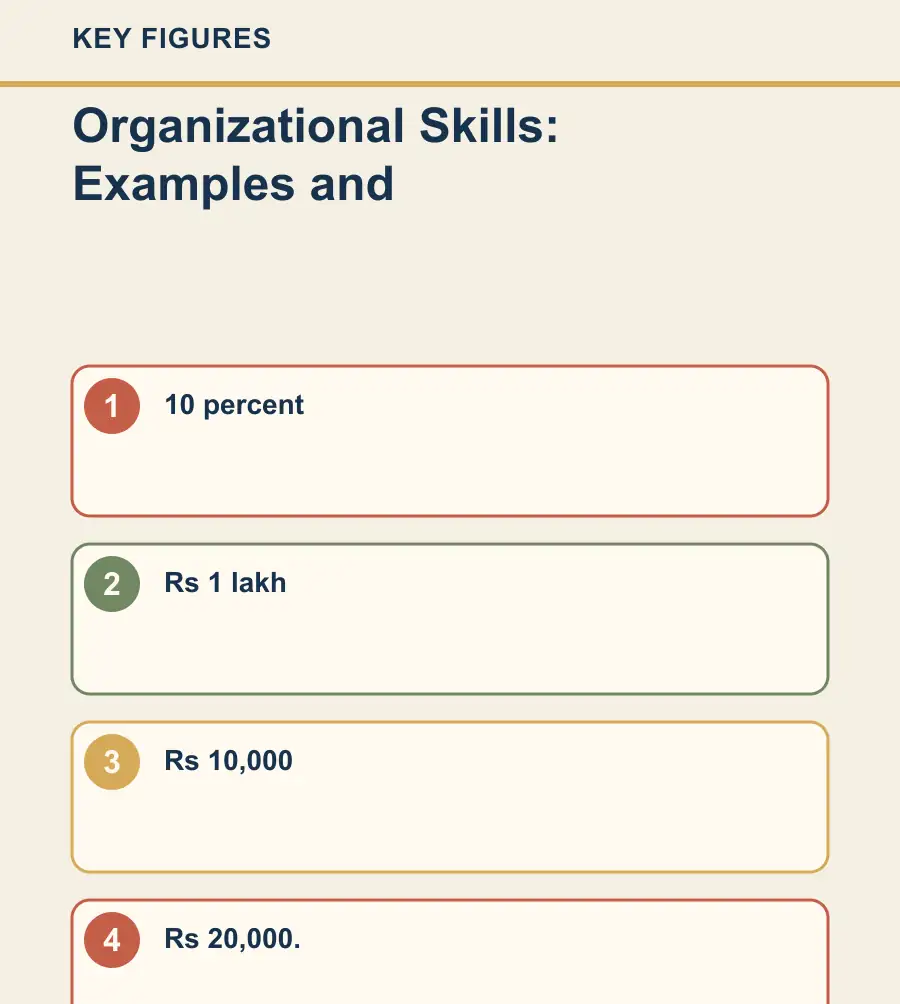 KEY FIGURES
Organizational Skills:
Examples and
1 10 percent
2 Rs 1 lakh
3 Rs 10,000
4 Rs 20,000.